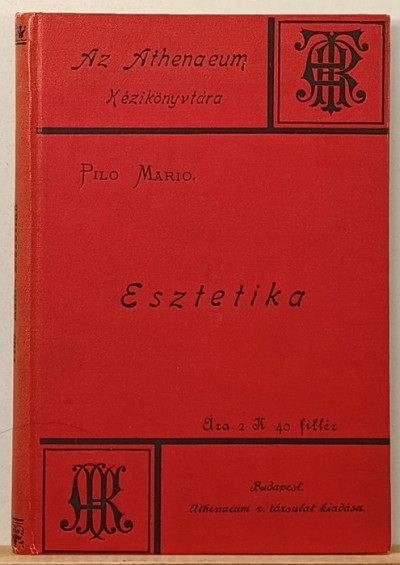 Az Athenaeum
Kézikönyvtára
PILO MARIO.
Esztetika
Ára 2 K 40 fillér
Budapest.
Athenaeum r. társulat kiadása.